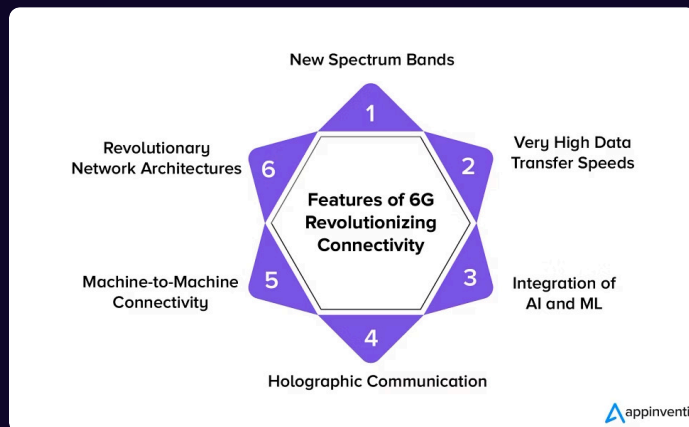 New Spectrum Bands
1
Very High Data
Transfer Speeds
2
Integration of
AI and ML
3
Holographic Communication
4
Machine-to-Machine
Connectivity
5
Revolutionary
Network Architectures
6
Features of 6G
Revolutionizing
Connectivity
appinventi